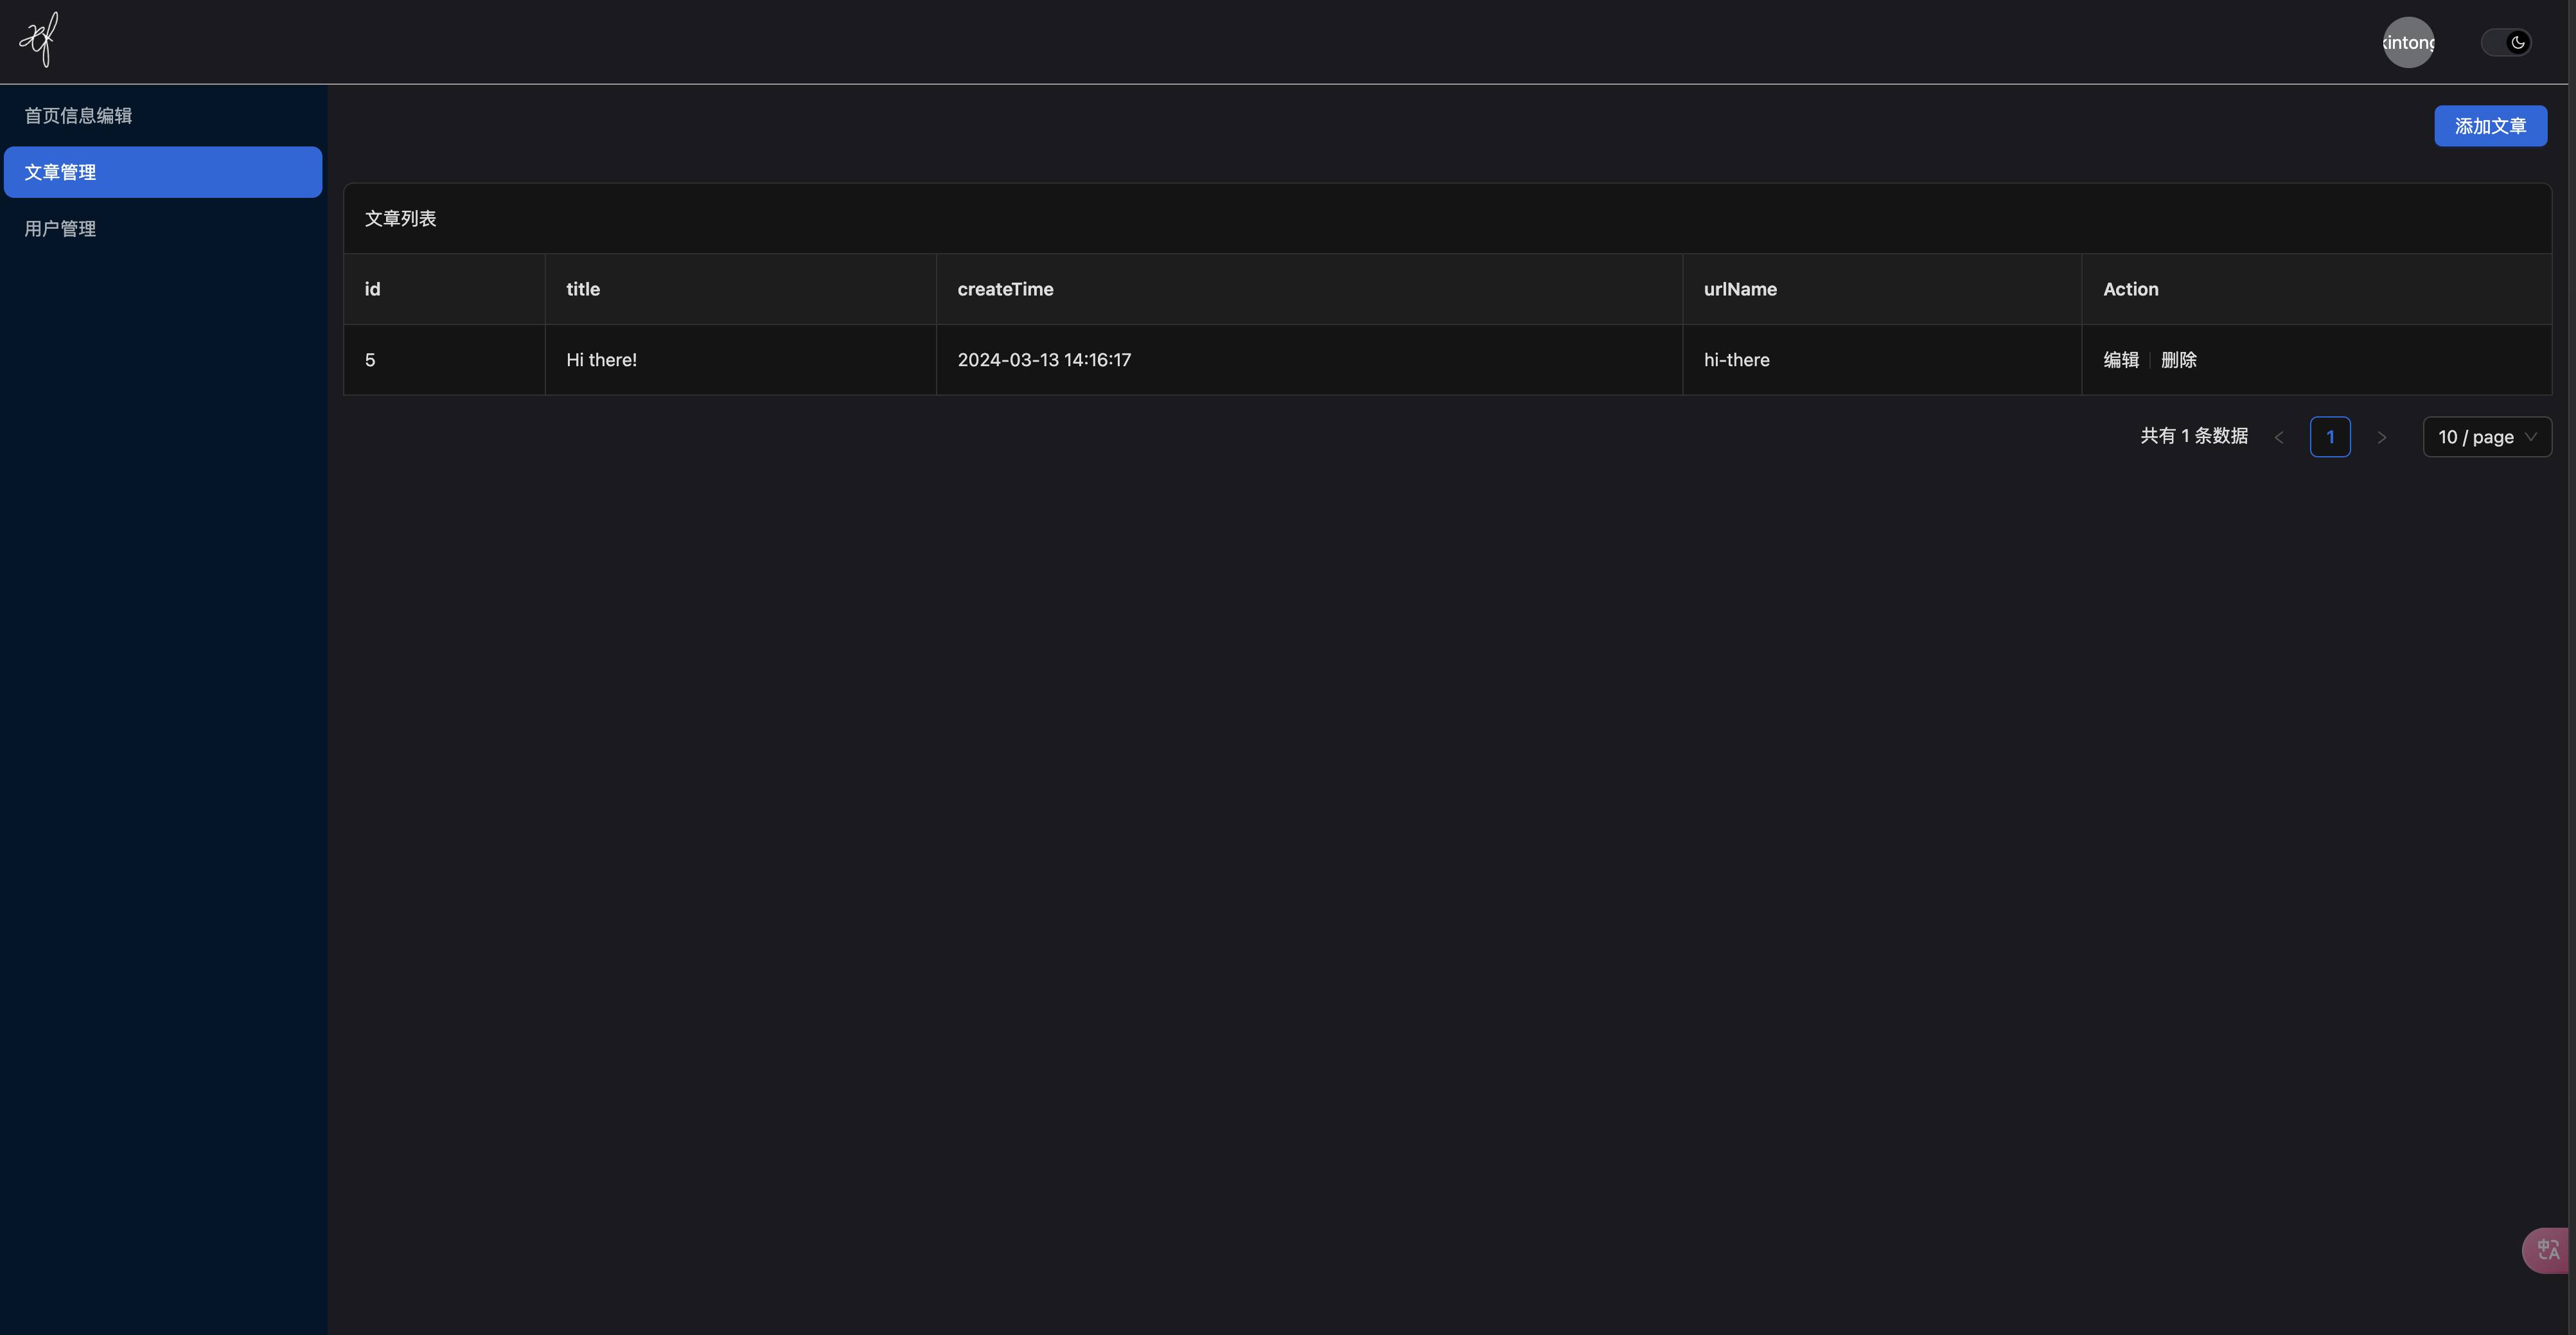 首页信息编辑
文章管理
用户管理
添加文章
文章列表
id title createTime urlName Action
5 Hi there! 2024-03-13 14:16:17 hi-there 编辑 删除
共有 1 条数据 1 10 / page